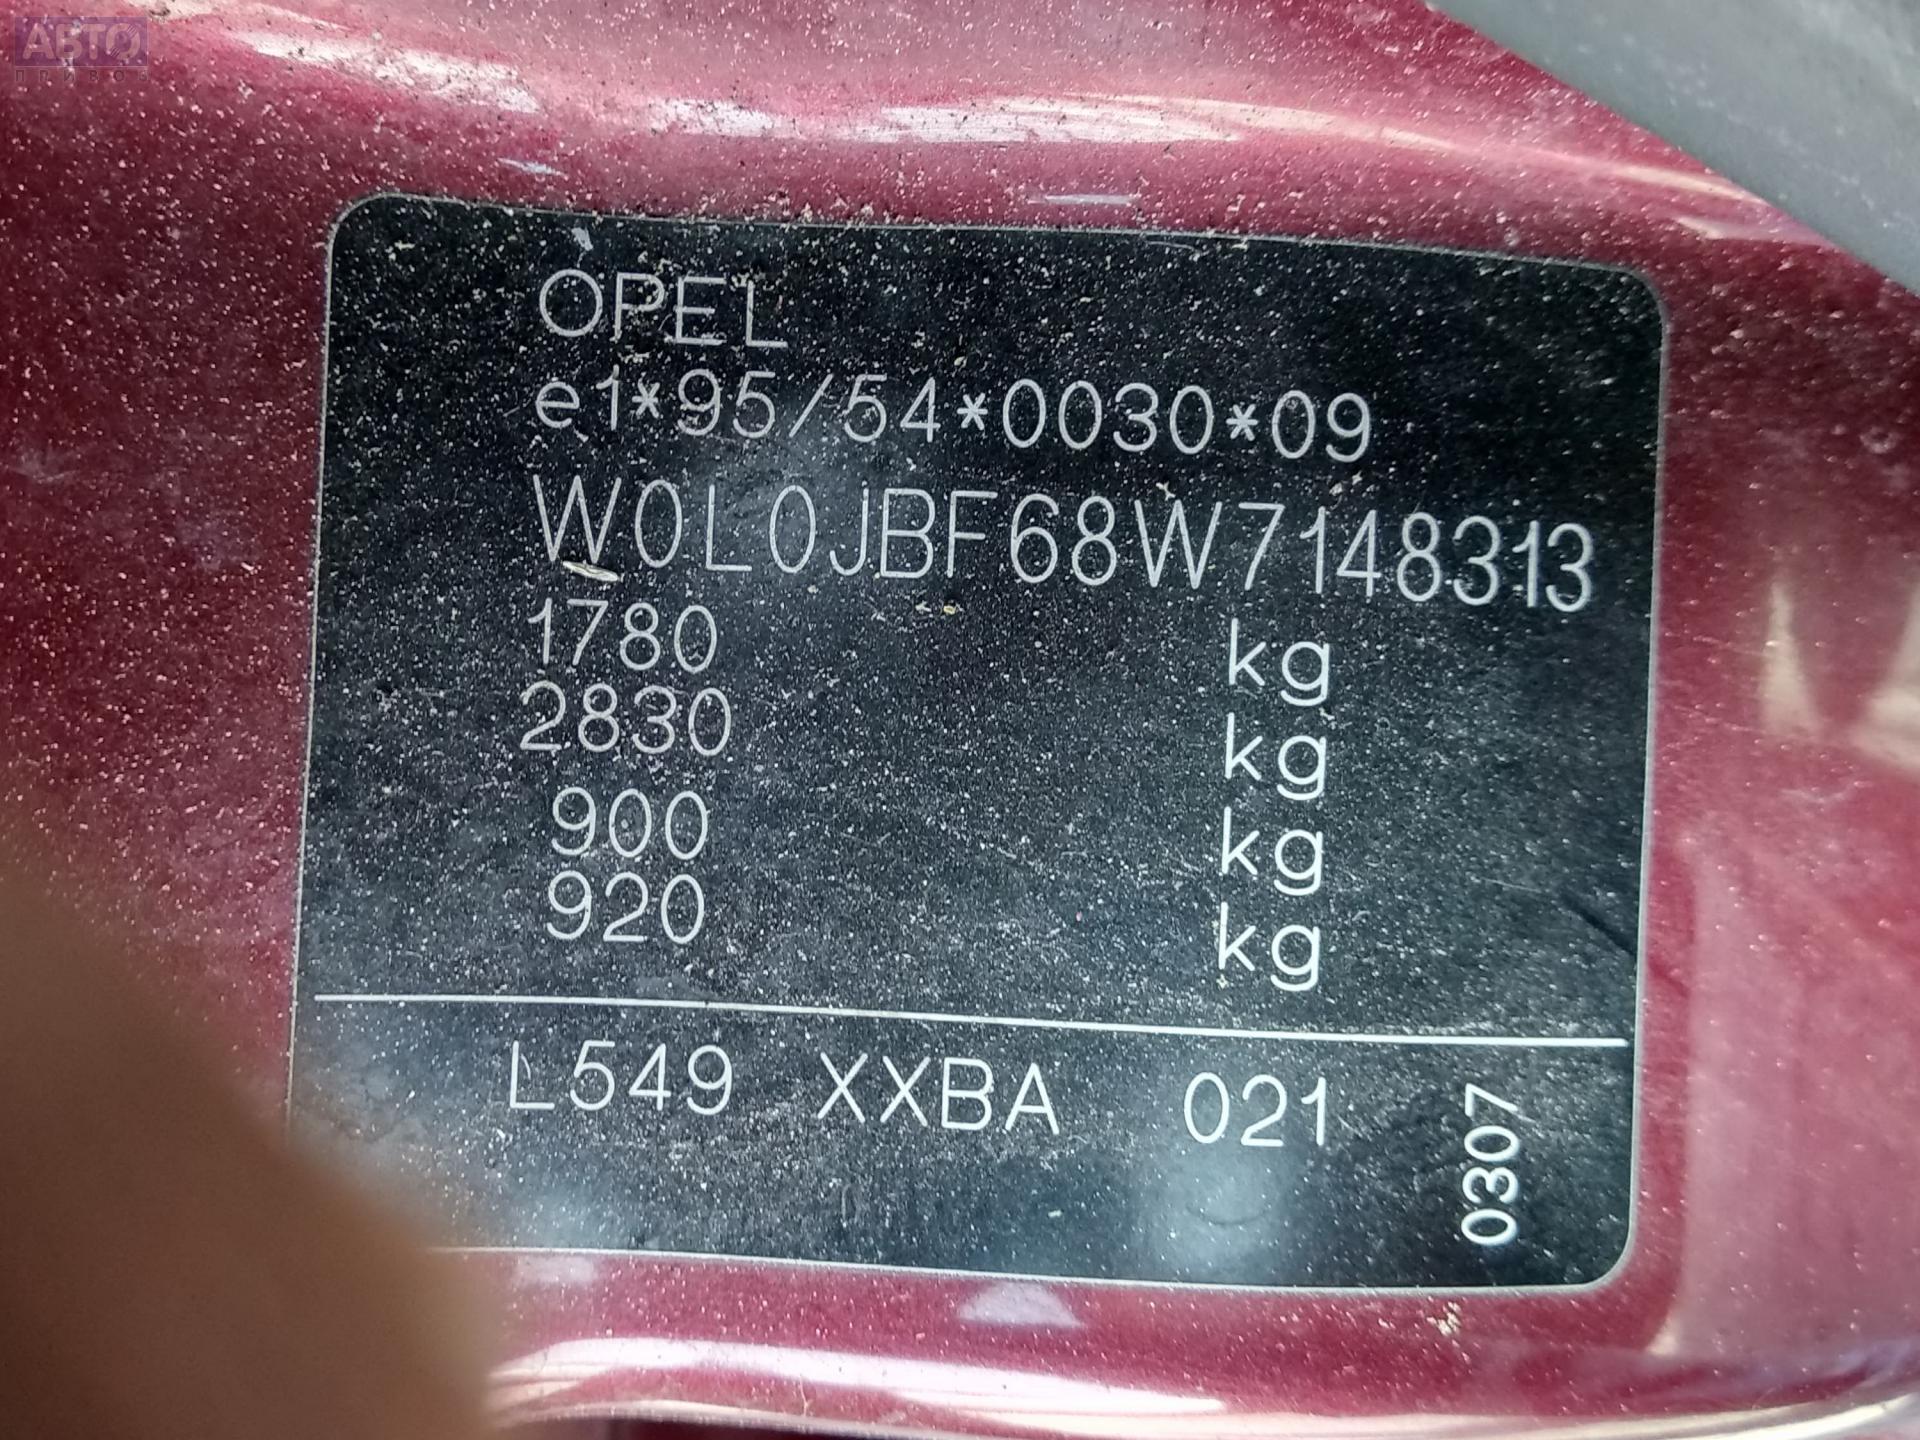 АВТО
ПРИВОЗ
OPEL
e1*95/54*0030*09
W0L0JBF68W7148313
1780 kg
2830 kg
900 kg
920 kg
L549 XXBA 021
0307